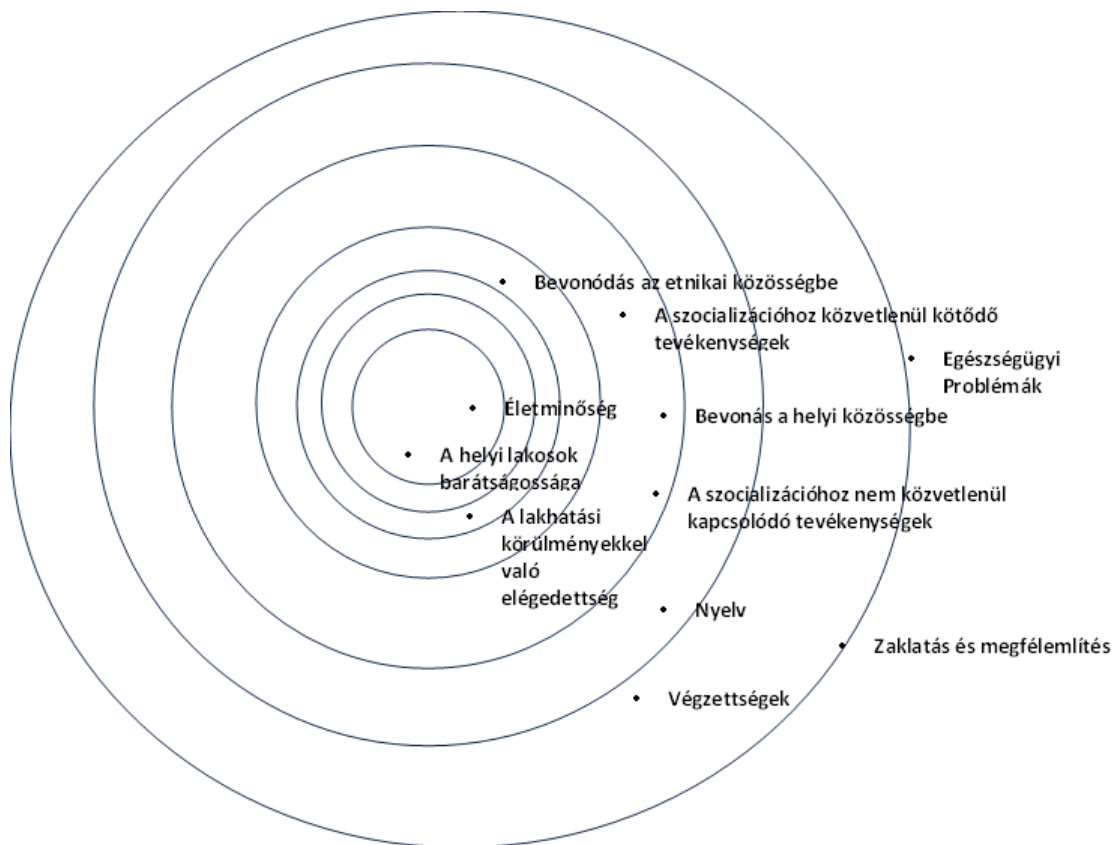 Bevonódás az etnikai közösségbe
A szocializációhoz közvetlenül kötődő
tevékenységek
Egészségügyi
Problémák
Életminőség
Bevonás a helyi közösségbe
A helyi lakosok
barátságossága
A szocializációhoz nem közvetlenül
kapcsolódó tevékenységek
A lakhatási
körülményekkel
való
elégedettség
Nyelv
Zaklatás és megfélemlítés
Végzettségek